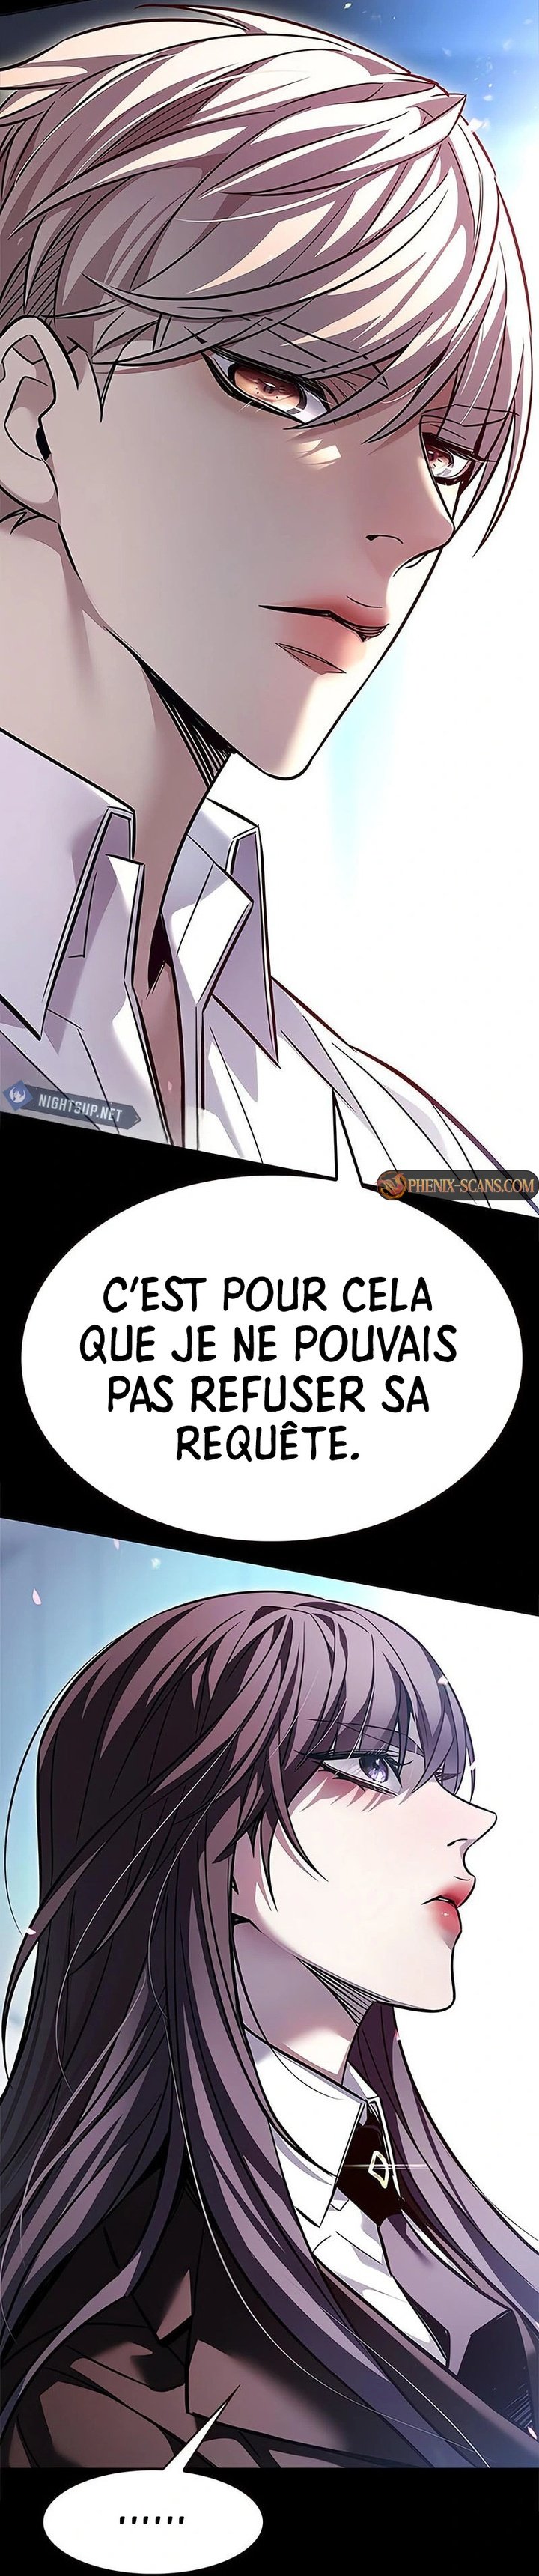 NIGHTSUP.NET
PHENIX-SCANS.COM
C'EST POUR CELA
QUE JE NE POUVAIS
PAS REFUSER SA
REQUÊTE.
......